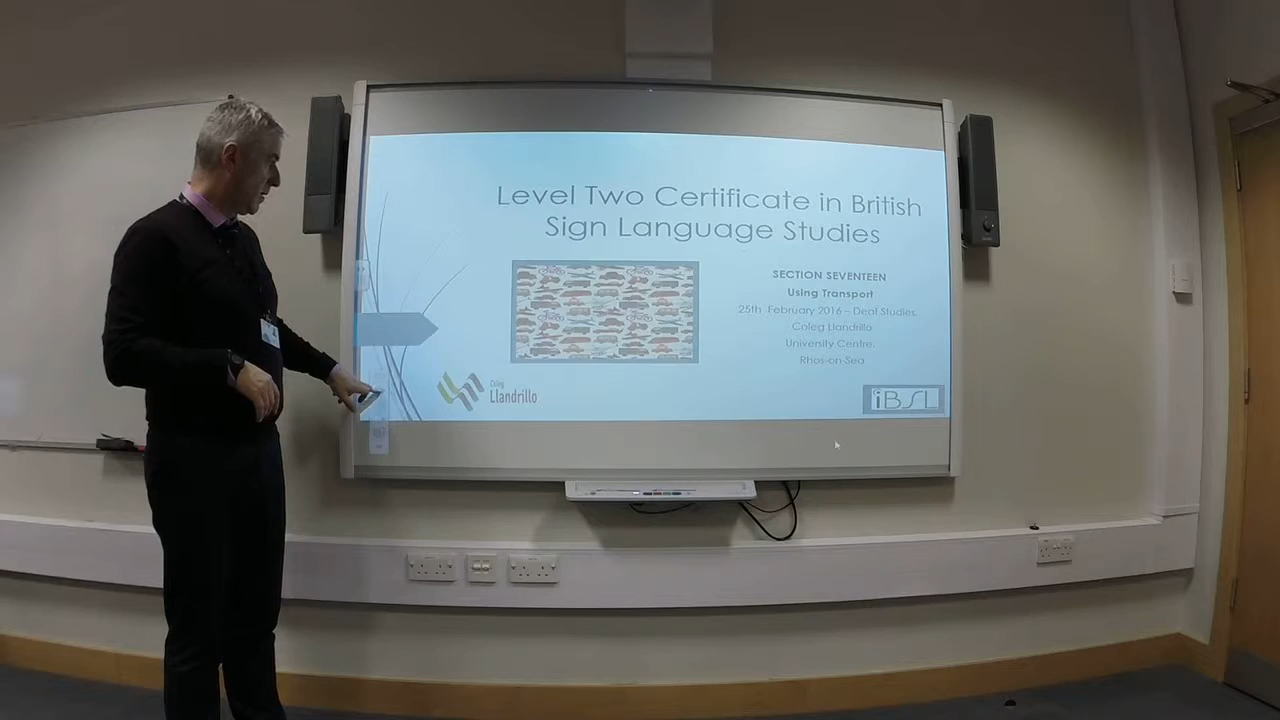 Level Two Certificate in British
Sign Language Studies
SECTION SEVENTEEN
Using Transport
25th February 2016 – Deaf Studies.
Coleg Llandrillo
University Centre.
Rhos-on-Sea
Coleg
Llandrillo
iBSL